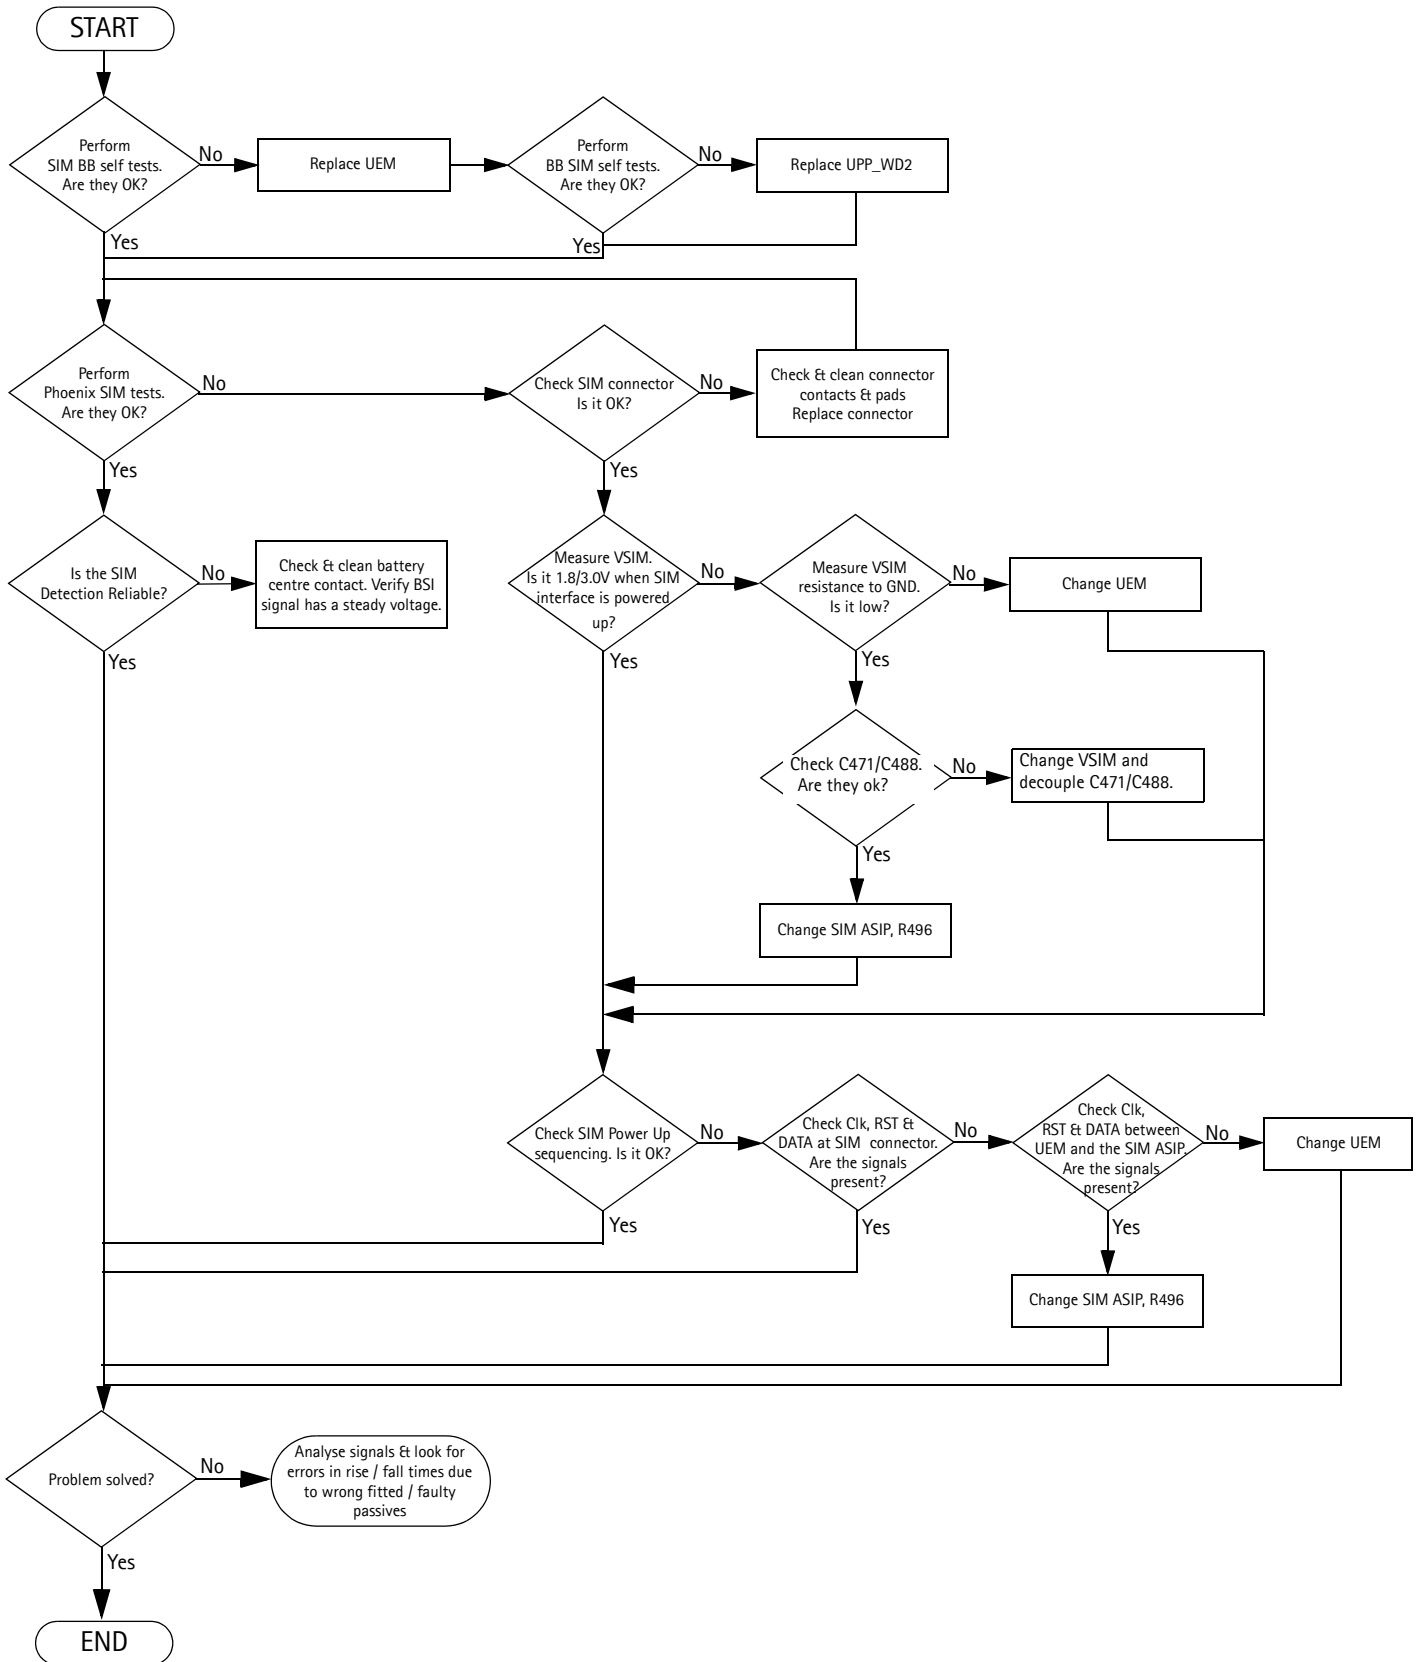 START
Perform
SIM BB self tests.
Are they OK?
No
Replace UEM
Perform
BB SIM self tests.
Are they OK?
No
Replace UPP_WD2
Yes
Yes
Perform
Phoenix SIM tests.
Are they OK?
No
Check SIM connector
Is it OK?
No
Check & clean connector
contacts & pads
Replace connector
Yes
Yes
Is the SIM
Detection Reliable?
No
Check & clean battery
centre contact. Verify BSI
signal has a steady voltage.
Measure VSIM.
Is it 1.8/3.0V when SIM
interface is powered
up?
No
Measure VSIM
resistance to GND.
Is it low?
No
Change UEM
Yes
Yes
Yes
Check C471/C488.
Are they ok?
No
Change VSIM and
decouple C471/C488.
Yes
Change SIM ASIP, R496
Check SIM Power Up
sequencing. Is it OK?
No
Check Clk, RST &
DATA at SIM connector.
Are the signals
present?
No
Check Clk,
RST & DATA between
UEM and the SIM ASIP.
Are the signals
present?
No
Change UEM
Yes
Yes
Yes
Change SIM ASIP, R496
Problem solved?
No
Analyse signals & look for
errors in rise / fall times due
to wrong fitted / faulty
passives
Yes
END